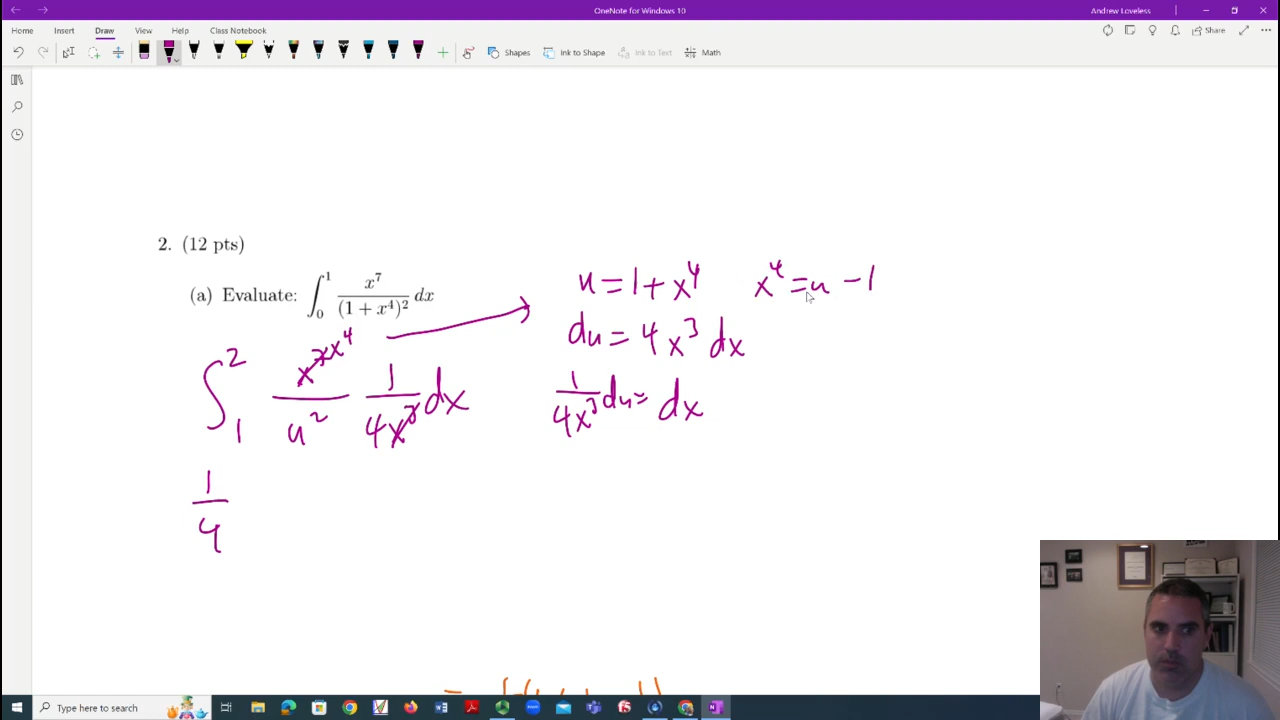 OneNote for Windows 10
Andrew Loveless
Home Insert Draw View Help Class Notebook
Share
Shapes Ink to Shape Ink to Text Math
2. (12 pts)
(a) Evaluate: ∫₀¹ x⁷/(1 + x⁴)² dx
u = 1 + x⁴ x⁴ = u - 1
du = 4x³ dx
1/(4x³) du = dx
∫₁² x³x⁴/u² 1/(4x³) dx
1/4
Type here to search